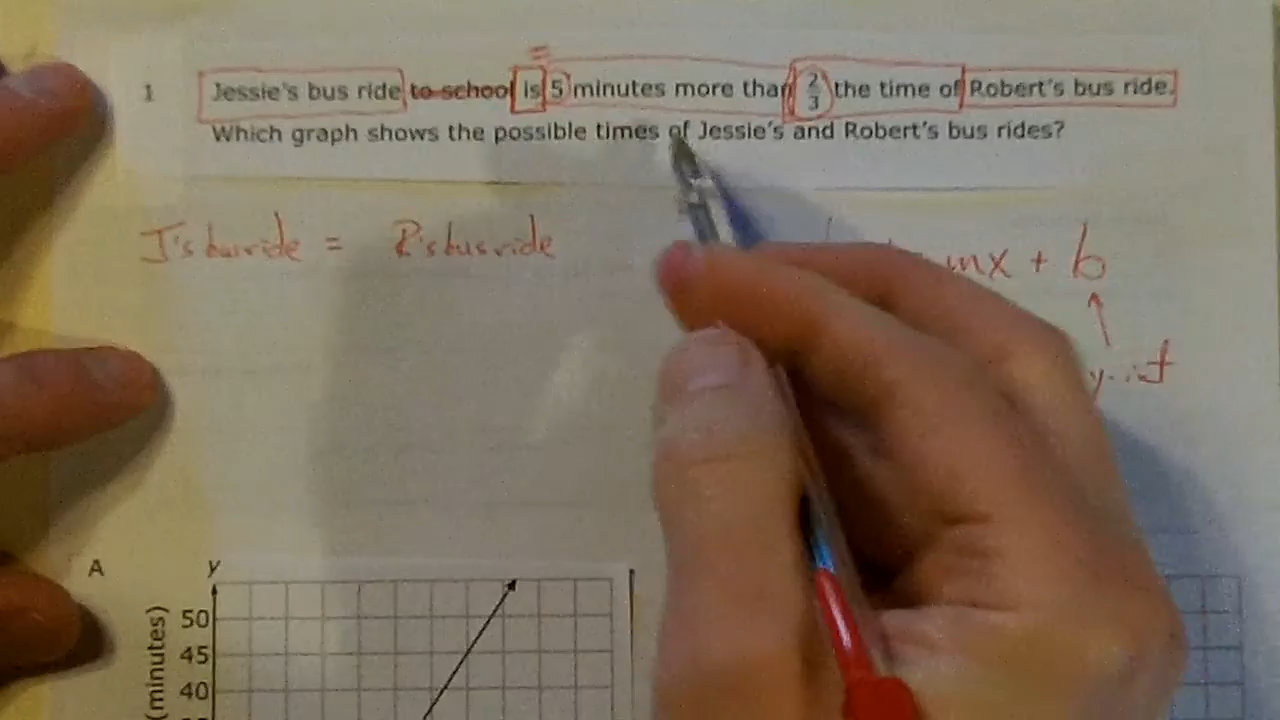 =
1 Jessie's bus ride to school is 5 minutes more than 2/3 the time of Robert's bus ride.
Which graph shows the possible times of Jessie's and Robert's bus rides?
J's bus ride = R's bus ride
mx + b
y-int
A
y
50
45
40
(minutes)